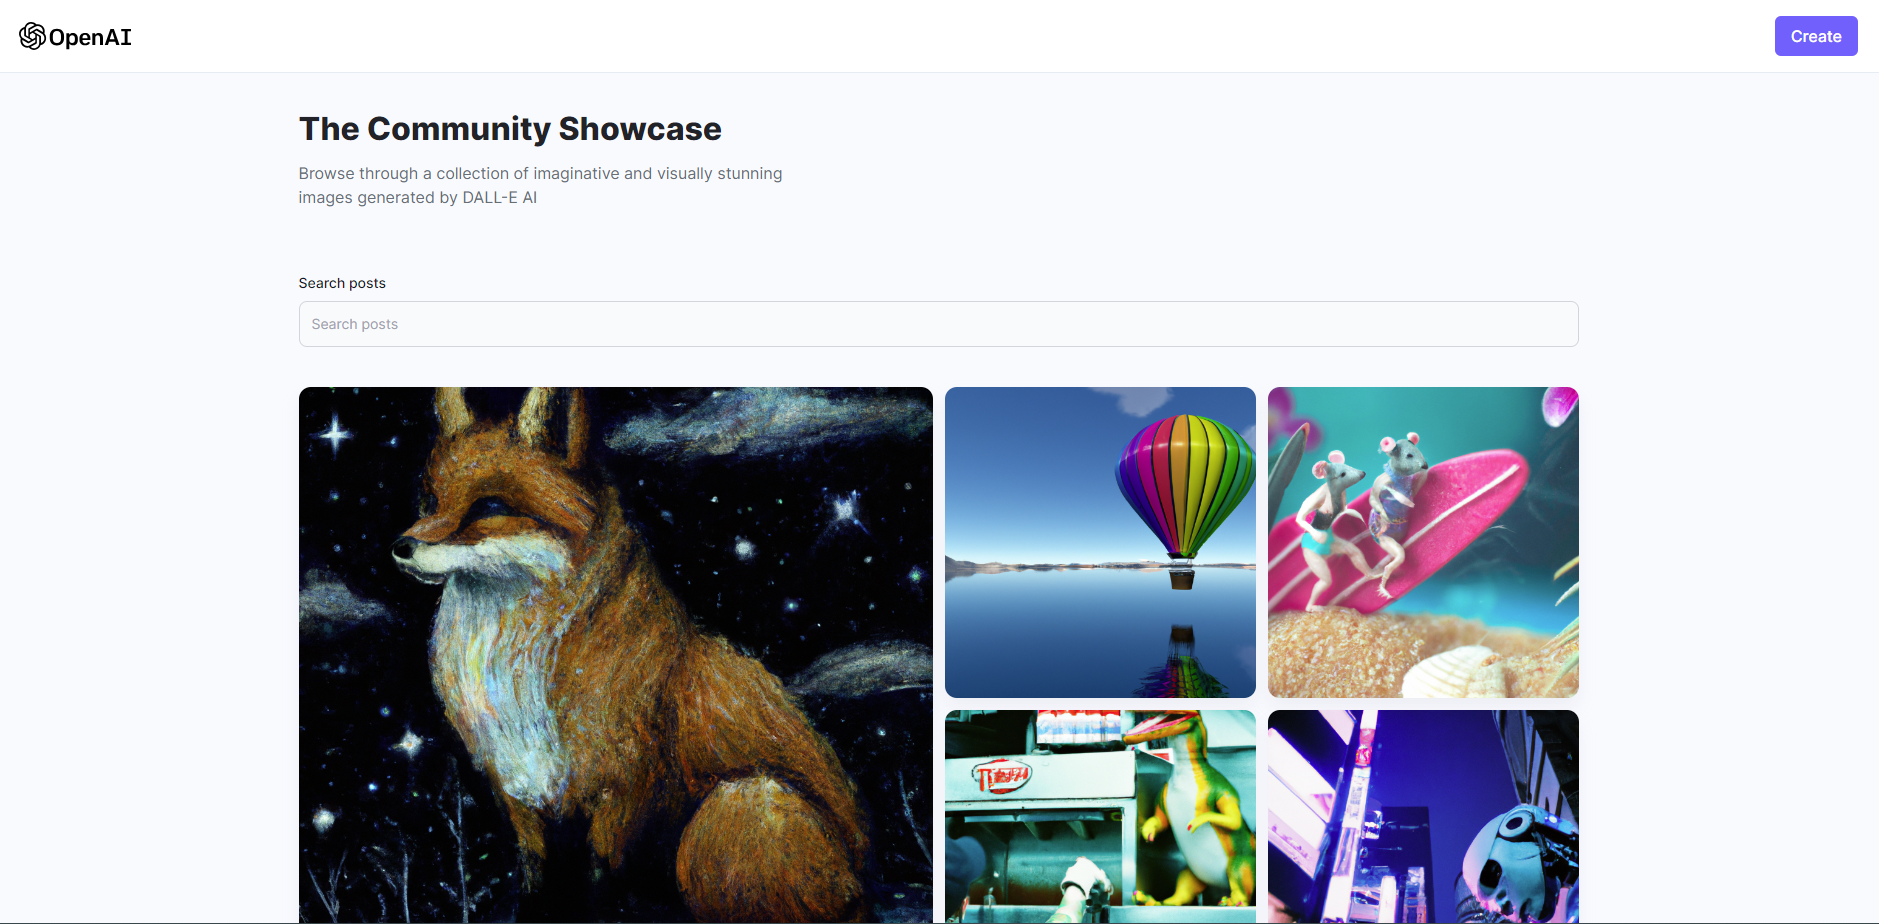 OpenAI
Create
The Community Showcase
Browse through a collection of imaginative and visually stunning
images generated by DALL-E AI
Search posts
Search posts